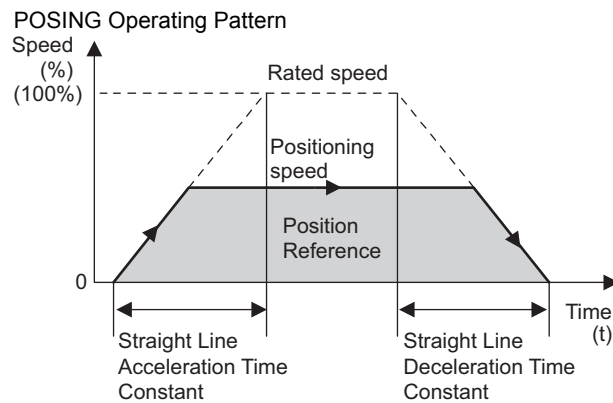 POSING Operating Pattern
Speed
(%)
(100%)
Rated speed
Positioning
speed
Position
Reference
0
Time
(t)
Straight Line
Acceleration Time
Constant
Straight Line
Deceleration Time
Constant